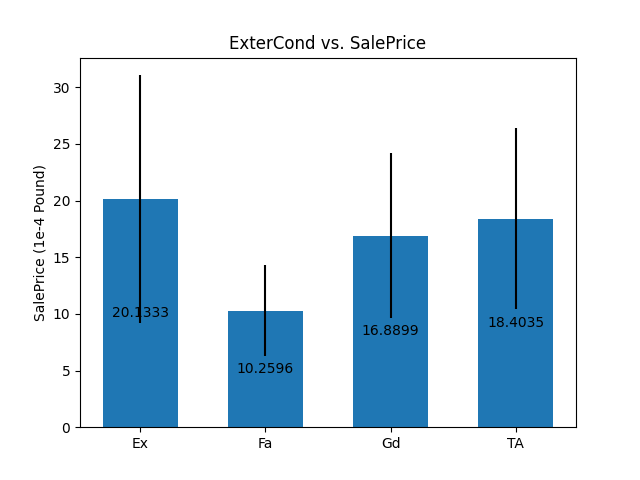 ExterCond vs. SalePrice
SalePrice (1e-4 Pound)
30
25
20
15
10
5
0
20.1333
10.2596
16.8899
18.4035
Ex
Fa
Gd
TA